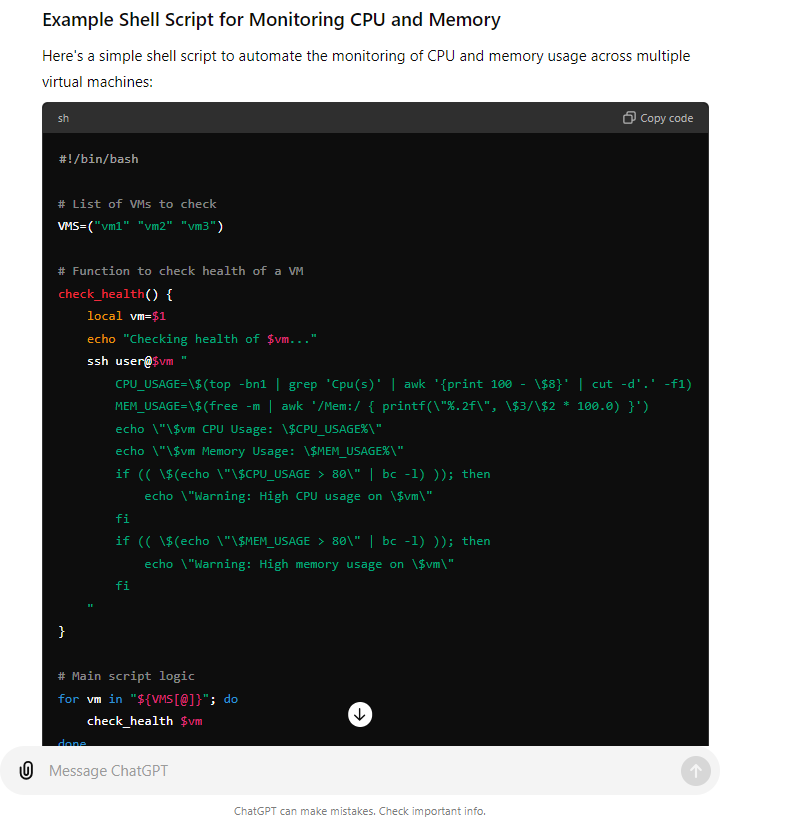 Example Shell Script for Monitoring CPU and Memory
Here's a simple shell script to automate the monitoring of CPU and memory usage across multiple
virtual machines:
sh
Copy code
#!/bin/bash
# List of VMs to check
VMS=("vm1" "vm2" "vm3")
# Function to check health of a VM
check_health() {
    local vm=$1
    echo "Checking health of $vm..."
    ssh user@$vm "
        CPU_USAGE=\$(top -bn1 | grep 'Cpu(s)' | awk '{print 100 - \$8}' | cut -d'.' -f1)
        MEM_USAGE=\$(free -m | awk '/Mem:/ { printf(\"%.2f\", \$3/\$2 * 100.0) }')
        echo \"\$vm CPU Usage: \$CPU_USAGE%\"
        echo \"\$vm Memory Usage: \$MEM_USAGE%\"
        if (( \$(echo \"\$CPU_USAGE > 80\" | bc -l) )); then
            echo \"Warning: High CPU usage on \$vm\"
        fi
        if (( \$(echo \"\$MEM_USAGE > 80\" | bc -l) )); then
            echo \"Warning: High memory usage on \$vm\"
        fi
    "
}
# Main script logic
for vm in "${VMS[@]}"; do
    check_health $vm
done
Message ChatGPT
ChatGPT can make mistakes. Check important info.